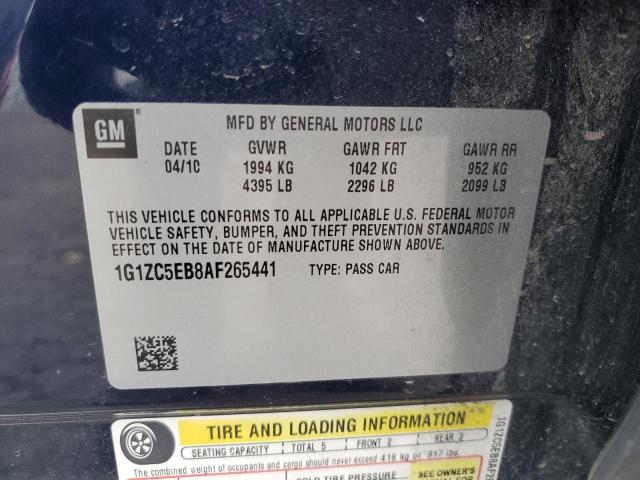 GM
MFD BY GENERAL MOTORS LLC
DATE GVWR GAWR FRT GAWR RR
04/10 1994 KG 1042 KG 952 KG
4395 LB 2296 LB 2099 LB
THIS VEHICLE CONFORMS TO ALL APPLICABLE U.S. FEDERAL MOTOR
VEHICLE SAFETY, BUMPER, AND THEFT PREVENTION STANDARDS IN
EFFECT ON THE DATE OF MANUFACTURE SHOWN ABOVE.
1G1ZC5EB8AF265441 TYPE: PASS CAR
TIRE AND LOADING INFORMATION
SEATING CAPACITY TOTAL 5 FRONT 2 REAR 3
The combined weight of occupants and cargo should never exceed 416 kg or 917 lbs.
COLD TIRE PRESSURE
SEE OWNER'S
1G1ZC5EB8AF26